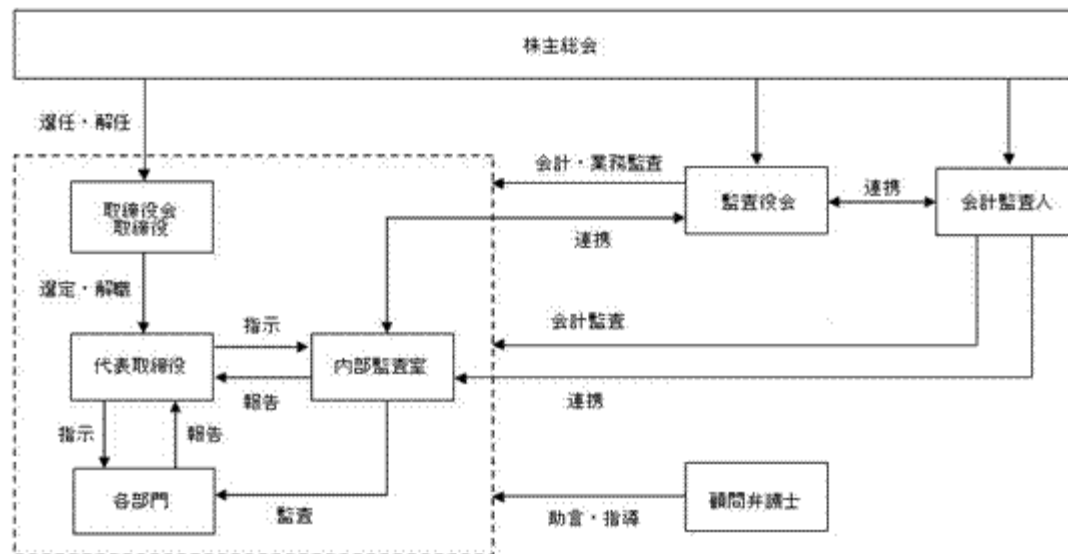 株主総会
選任・解任
会計・業務監査
取締役会
取締役
監査役会
連携
会計監査人
連携
選定・解職
指示
会計監査
代表取締役
内部監査室
報告
連携
指示
報告
各部門
監査
助言・指導
顧問弁護士